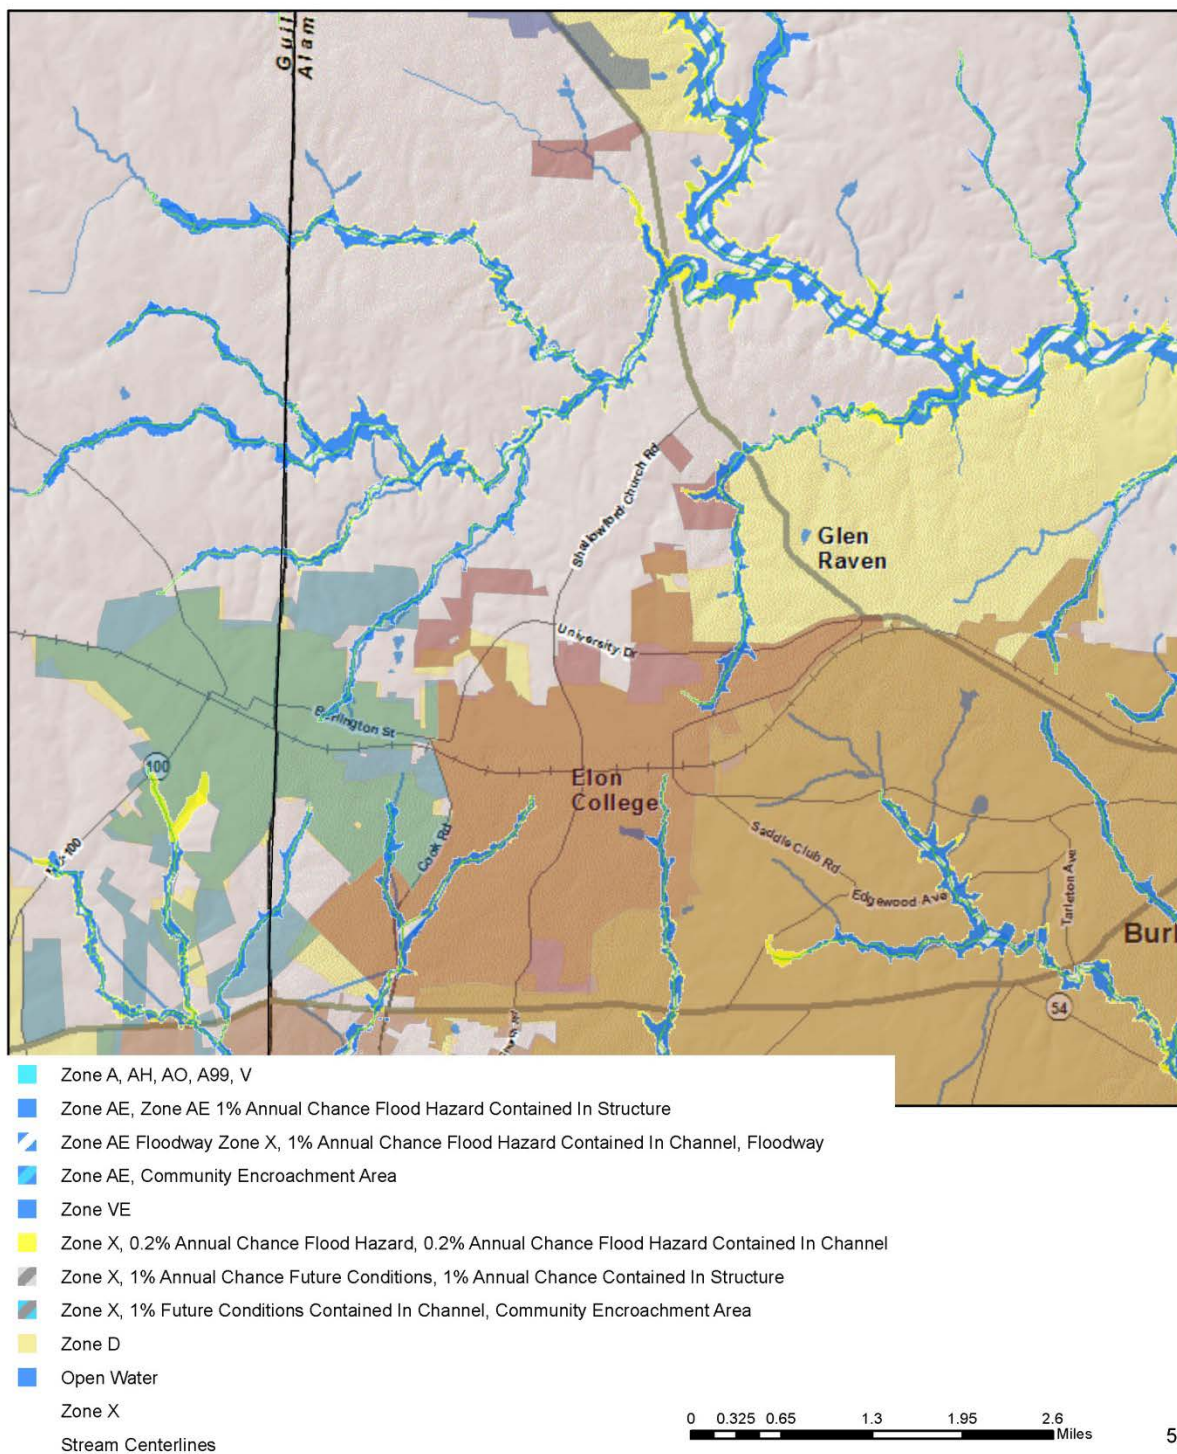 Guil
Alam
Shallowford Church Rd
Glen
Raven
University Dr
Burlington St
100
Elon
College
NC-100
Cook Rd
Saddle Club Rd
Edgewood Ave
Tarleton Ave
Burl
54
Zone A, AH, AO, A99, V
Zone AE, Zone AE 1% Annual Chance Flood Hazard Contained In Structure
Zone AE Floodway Zone X, 1% Annual Chance Flood Hazard Contained In Channel, Floodway
Zone AE, Community Encroachment Area
Zone VE
Zone X, 0.2% Annual Chance Flood Hazard, 0.2% Annual Chance Flood Hazard Contained In Channel
Zone X, 1% Annual Chance Future Conditions, 1% Annual Chance Contained In Structure
Zone X, 1% Future Conditions Contained In Channel, Community Encroachment Area
Zone D
Open Water
Zone X
Stream Centerlines
0 0.325 0.65 1.3 1.95 2.6
Miles
5